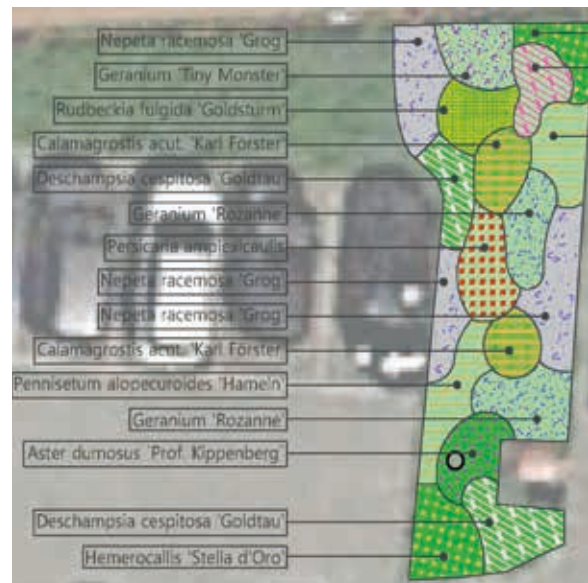 Nepeta racemosa 'Grog
Geranium 'Tiny Monster'
Rudbeckia fulgida 'Goldsturm'
Calamagrostis acut. 'Karl Förster'
Deschampsia cespitosa 'Goldtau
Geranium 'Rozanne
Persicaria amplexicaulis
Nepeta racemosa 'Grog
Nepeta racemosa 'Grog
Calamagrostis acut. 'Karl Förster
Pennisetum alopecuroides 'Hameln'
Geranium 'Rozanne
Aster dumosus 'Prof. Kippenberg'
Deschampsia cespitosa 'Goldtau'
Hemerocallis 'Stella d'Oro'